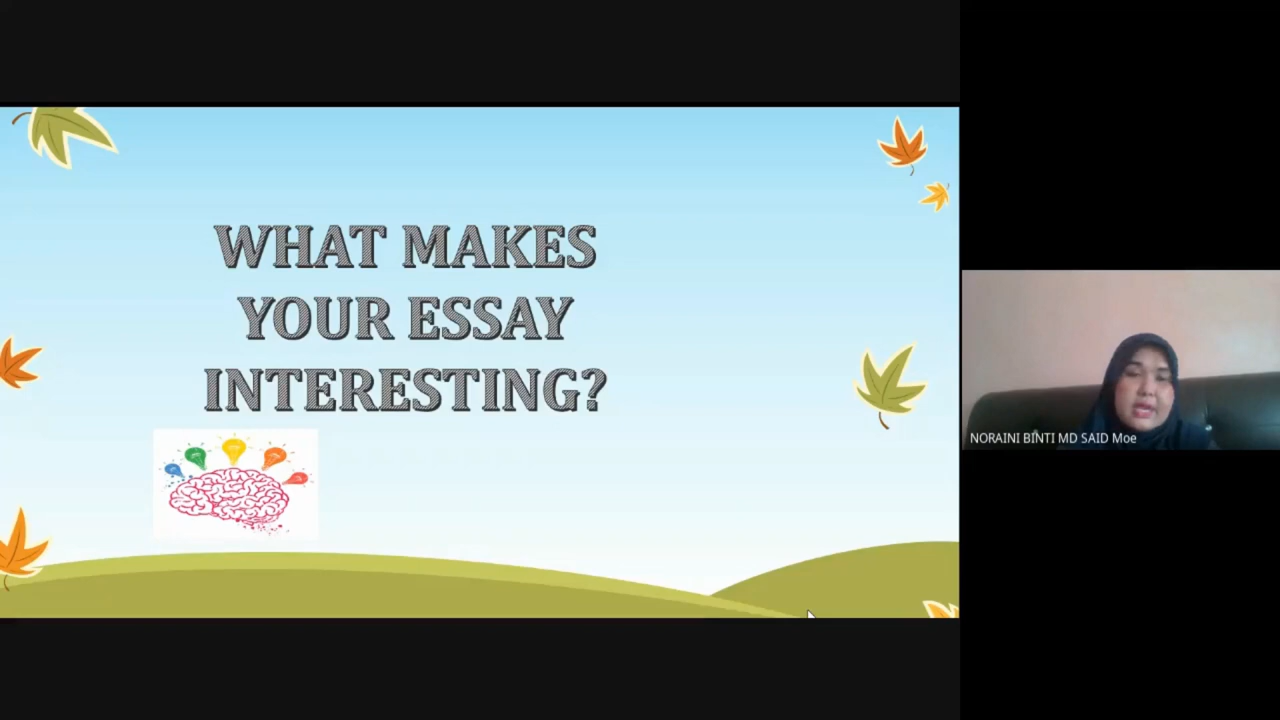 WHAT MAKES
YOUR ESSAY
INTERESTING?
NORAINI BINTI MD SAID Moe